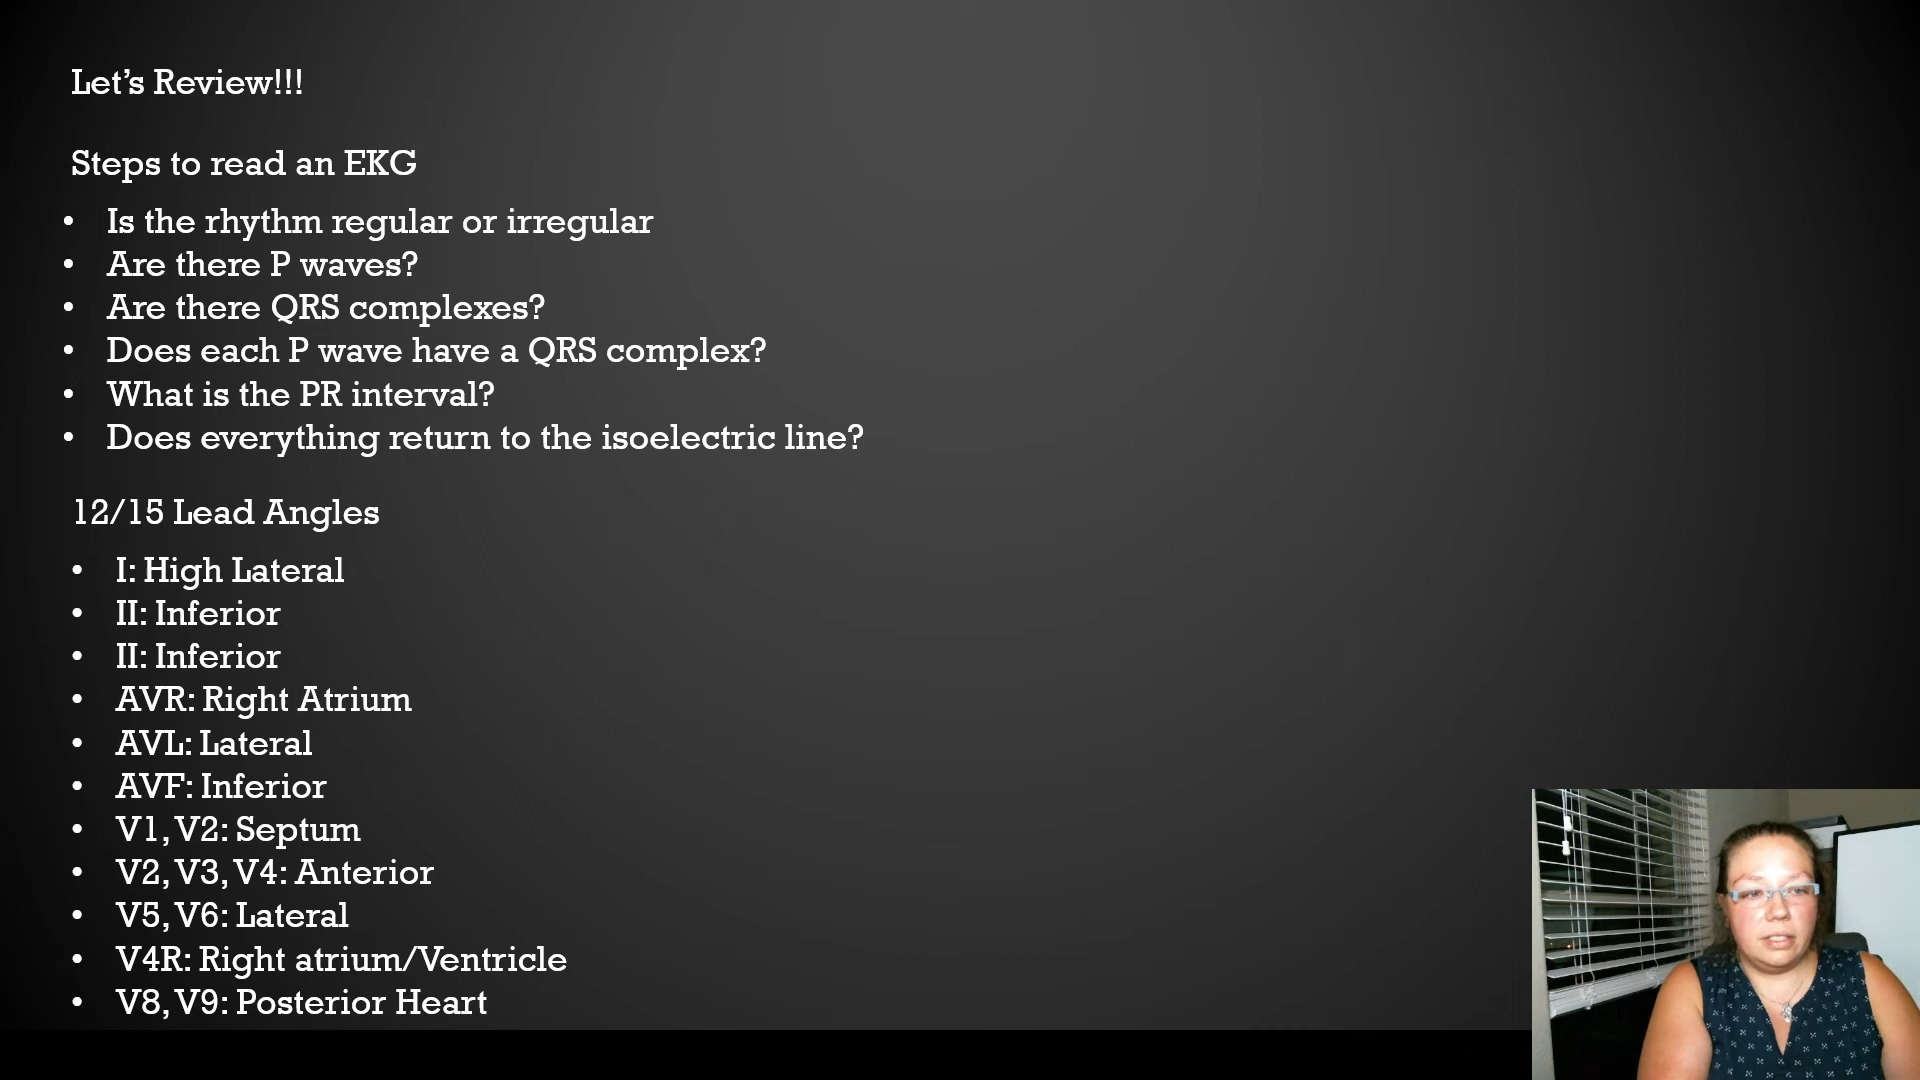 Let’s Review!!!
Steps to read an EKG
• Is the rhythm regular or irregular
• Are there P waves?
• Are there QRS complexes?
• Does each P wave have a QRS complex?
• What is the PR interval?
• Does everything return to the isoelectric line?
12/15 Lead Angles
• I: High Lateral
• II: Inferior
• II: Inferior
• AVR: Right Atrium
• AVL: Lateral
• AVF: Inferior
• V1, V2: Septum
• V2, V3, V4: Anterior
• V5, V6: Lateral
• V4R: Right atrium/Ventricle
• V8, V9: Posterior Heart